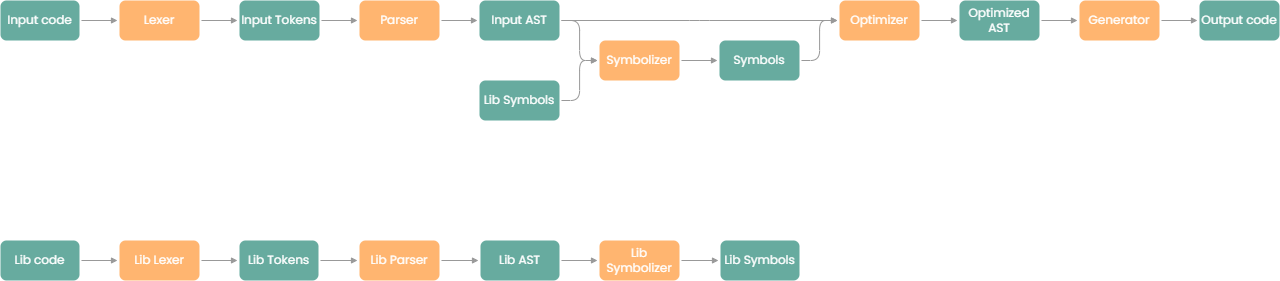 Input code
Lexer
Input Tokens
Parser
Input AST
Optimizer
Optimized
AST
Generator
Output code
Symbolizer
Symbols
Lib Symbols
Lib code
Lib Lexer
Lib Tokens
Lib Parser
Lib AST
Lib
Symbolizer
Lib Symbols